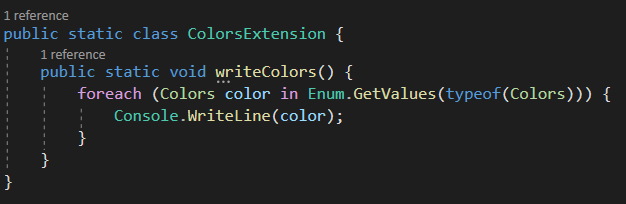 1 reference
public static class ColorsExtension {
1 reference
public static void writeColors() {
foreach (Colors color in Enum.GetValues(typeof(Colors))) {
Console.WriteLine(color);
}
}
}